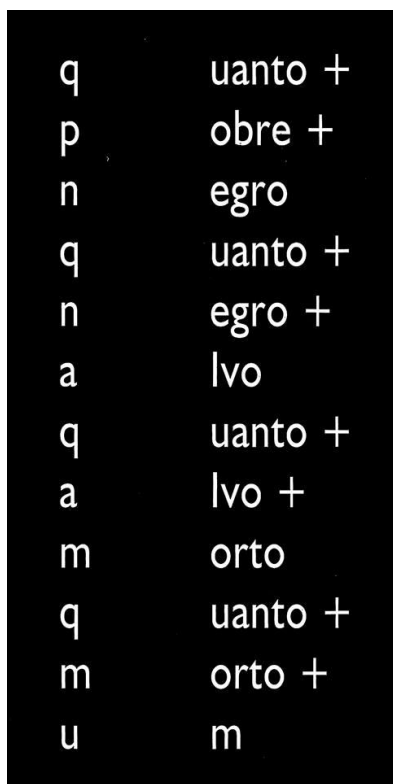 q uanto +
p obre +
n egro
q uanto +
n egro +
a lvo
q uanto +
a lvo +
m orto
q uanto +
m orto +
u m